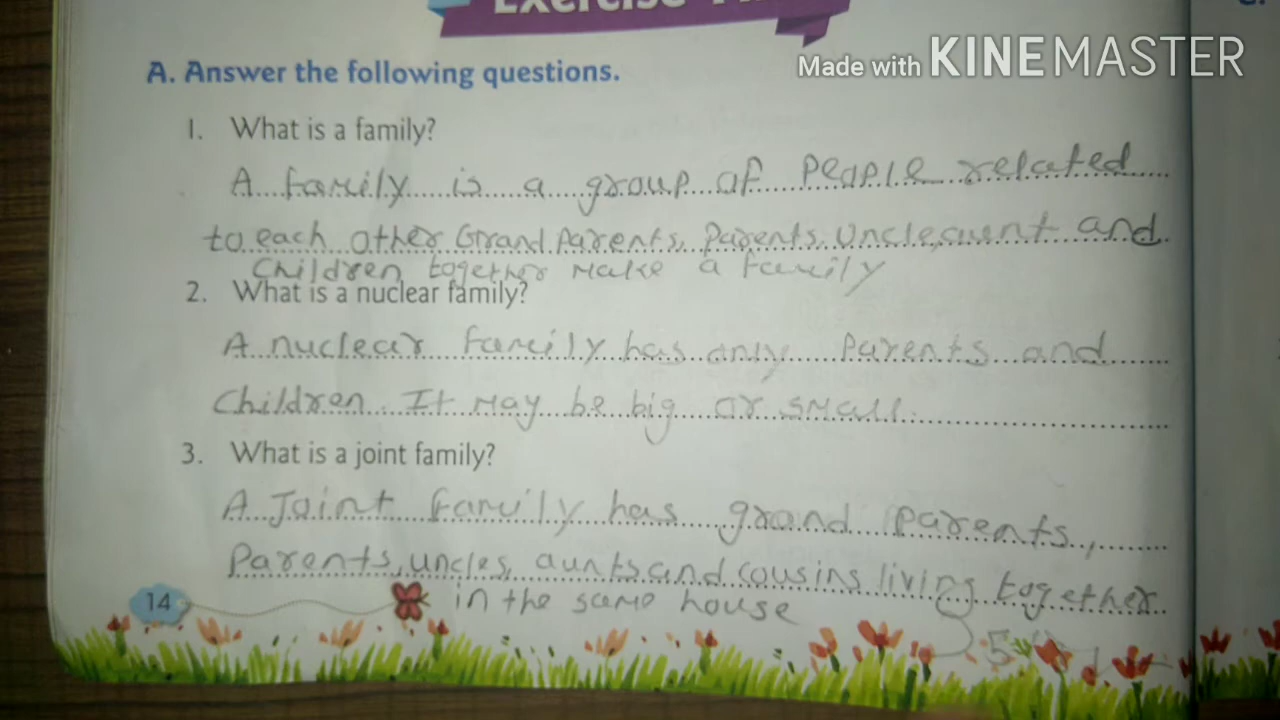 Exercise
Made with KINEMASTER
A. Answer the following questions.
1. What is a family?
A family is a group of People related
to each other Grand Parents, Parents, Uncle, aunt and
Children together Make a family
2. What is a nuclear family?
A nuclear family has only Parents and
Children. It May be big or small.
3. What is a joint family?
A Joint family has grand parents,
Parents, uncles, aunts and cousins living together
14 in the same house